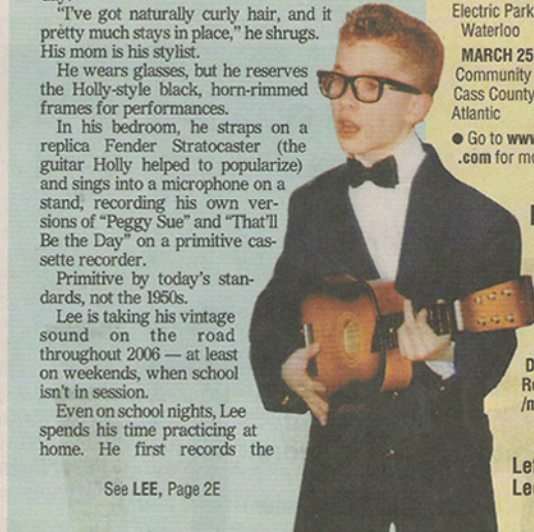 "I've got naturally curly hair, and it
pretty much stays in place," he shrugs.
His mom is his stylist.
He wears glasses, but he reserves
the Holly-style black, horn-rimmed
frames for performances.
In his bedroom, he straps on a
replica Fender Stratocaster (the
guitar Holly helped to popularize)
and sings into a microphone on a
stand, recording his own ver-
sions of "Peggy Sue" and "That'll
Be the Day" on a primitive cas-
sette recorder.
Primitive by today's stan-
dards, not the 1950s.
Lee is taking his vintage
sound on the road
throughout 2006 — at least
on weekends, when school
isn't in session.
Even on school nights, Lee
spends his time practicing at
home. He first records the
See LEE, Page 2E
Electric Park
Waterloo
MARCH 25
Community
Cass County
Atlantic
● Go to www
.com for mo